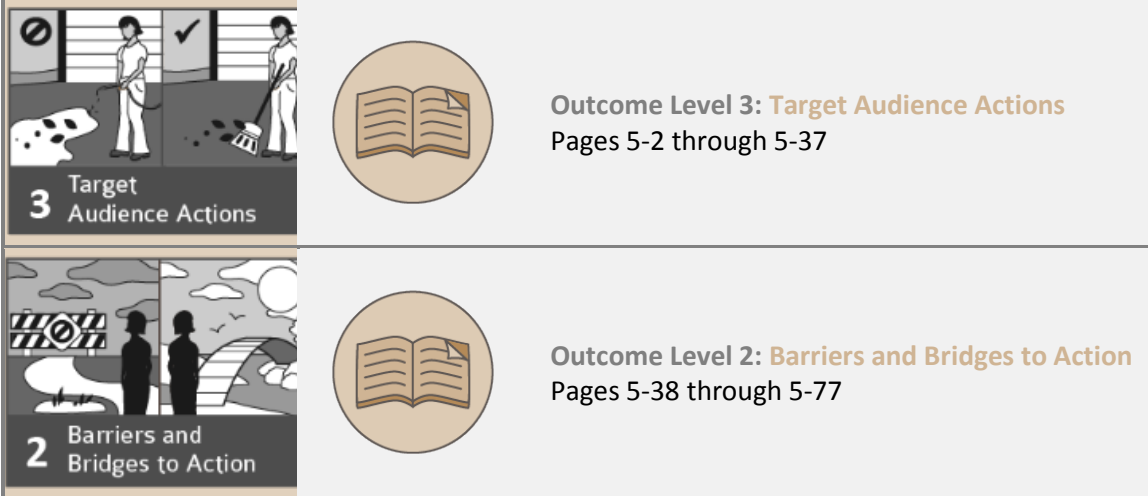 3 Target
Audience Actions
Outcome Level 3: Target Audience Actions
Pages 5-2 through 5-37
2 Barriers and
Bridges to Action
Outcome Level 2: Barriers and Bridges to Action
Pages 5-38 through 5-77